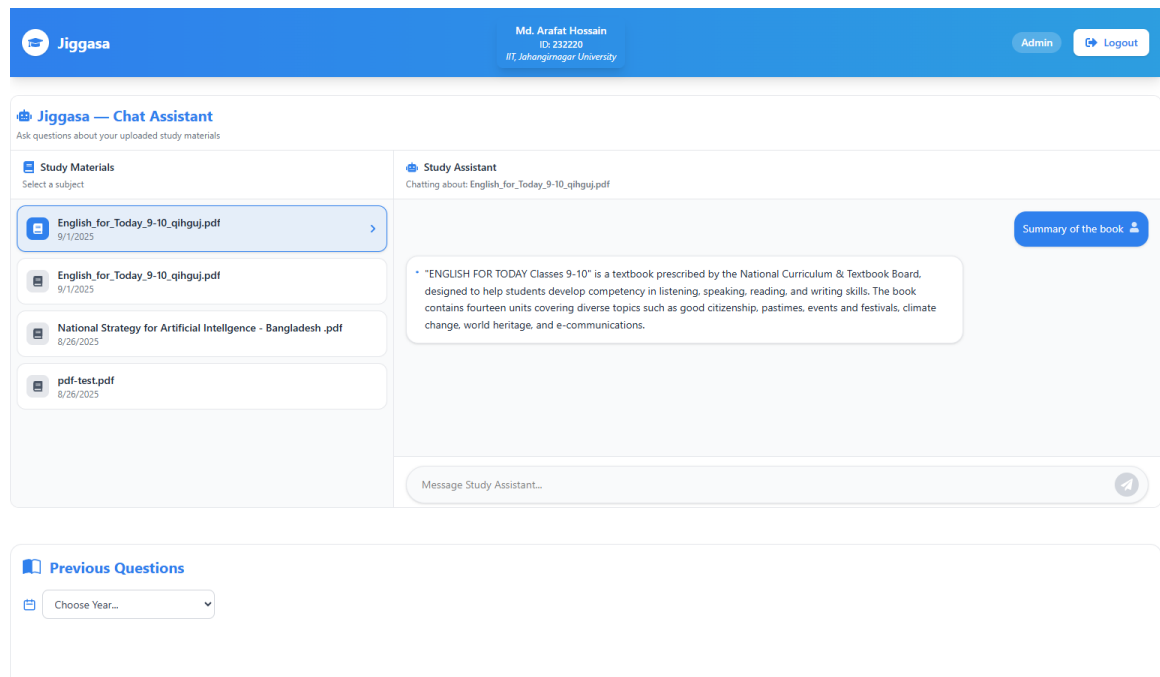 Jiggasa
Md. Arafat Hossain
ID: 232220
IIT, Jahangirnagar University
Admin
Logout
Jiggasa — Chat Assistant
Ask questions about your uploaded study materials
Study Materials
Select a subject
English_for_Today_9-10_qihguj.pdf
9/1/2025
English_for_Today_9-10_qihguj.pdf
9/1/2025
National Strategy for Artificial Intellgence - Bangladesh .pdf
8/26/2025
pdf-test.pdf
8/26/2025
Study Assistant
Chatting about: English_for_Today_9-10_qihguj.pdf
Summary of the book
• "ENGLISH FOR TODAY Classes 9-10" is a textbook prescribed by the National Curriculum & Textbook Board,
designed to help students develop competency in listening, speaking, reading, and writing skills. The book
contains fourteen units covering diverse topics such as good citizenship, pastimes, events and festivals, climate
change, world heritage, and e-communications.
Message Study Assistant...
Previous Questions
Choose Year...